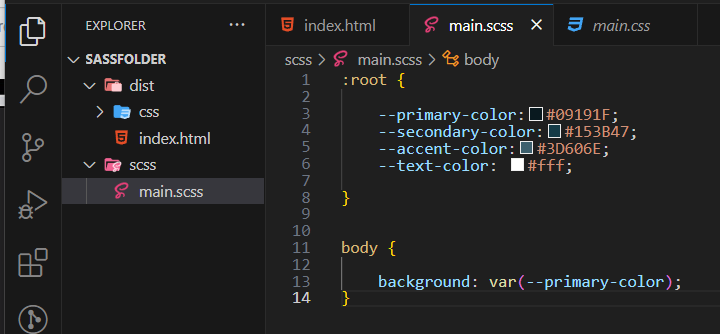 EXPLORER ...
index.html
main.scss
main.css
SASSFOLDER
dist
css
index.html
scss
main.scss
scss > main.scss > body
1 :root {
2
3 --primary-color: #09191F;
4 --secondary-color: #153B47;
5 --accent-color: #3D606E;
6 --text-color: #fff;
7
8 }
9
10
11 body {
12
13 background: var(--primary-color);
14 }